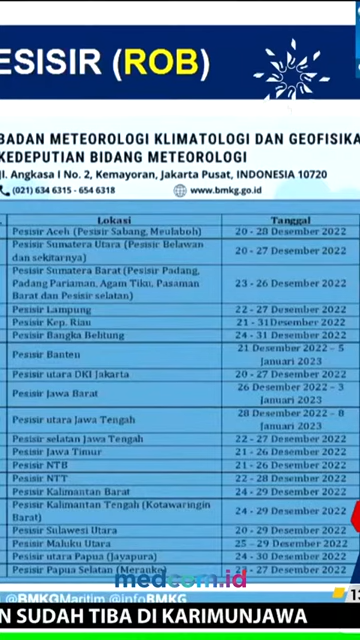 ESISIR (ROB)
BADAN METEOROLOGI KLIMATOLOGI DAN GEOFISIKA
KEDEPUTIAN BIDANG METEOROLOGI
Jl. Angkasa I No. 2, Kemayoran, Jakarta Pusat, INDONESIA 10720
(021) 634 6315 - 654 6318 www.bmkg.go.id
Lokasi Tanggal
Pesisir Aceh (Pesisir Sabang, Meulaboh) 20 - 28 Desember 2022
Pesisir Sumatera Utara (Pesisir Belawan
dan sekitarnya) 20 - 27 Desember 2022
Pesisir Sumatera Barat (Pesisir Padang,
Padang Pariaman, Agam Tiku, Pasaman
Barat dan Pesisir selatan) 23 - 26 Desember 2022
Pesisir Lampung 22 - 27 Desember 2022
Pesisir Kep. Riau 21 - 31 Desember 2022
Pesisir Bangka Belitung 24 - 31 Desember 2022
Pesisir Banten 21 Desember 2022 – 5
Januari 2023
Pesisir utara DKI Jakarta 20 - 27 Desember 2022
Pesisir Jawa Barat 26 Desember 2022 – 3
Januari 2023
Pesisir utara Jawa Tengah 28 Desember 2022 – 8
Januari 2023
Pesisir selatan Jawa Tengah 22 - 27 Desember 2022
Pesisir Jawa Timur 21 - 26 Desember 2022
Pesisir NTB 21 - 26 Desember 2022
Pesisir NTT 22 - 28 Desember 2022
Pesisir Kalimantan Barat 24 - 29 Desember 2022
Pesisir Kalimantan Tengah (Kotawaringin
Barat) 24 - 29 Desember 2022
Pesisir Sulawesi Utara 20 - 29 Desember 2022
Pesisir Maluku Utara 25 – 29 Desember 2022
Pesisir utara Papua (Jayapura) 24 - 30 Desember 2022
Pesisir Papua Selatan (Merauke) 27 Desember 2022
medcom.id
@BMKGMaritim @infoBMKG
N SUDAH TIBA DI KARIMUNJAWA